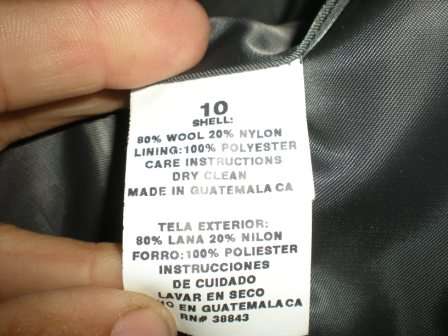 10
SHELL:
80% WOOL 20% NYLON
LINING:100% POLYESTER
CARE INSTRUCTIONS
DRY CLEAN
MADE IN GUATEMALA CA
TELA EXTERIOR:
80% LANA 20% NILON
FORRO:100% POLIESTER
INSTRUCCIONES
DE CUIDADO
LAVAR EN SECO
EN GUATEMALA CA
RN# 38843